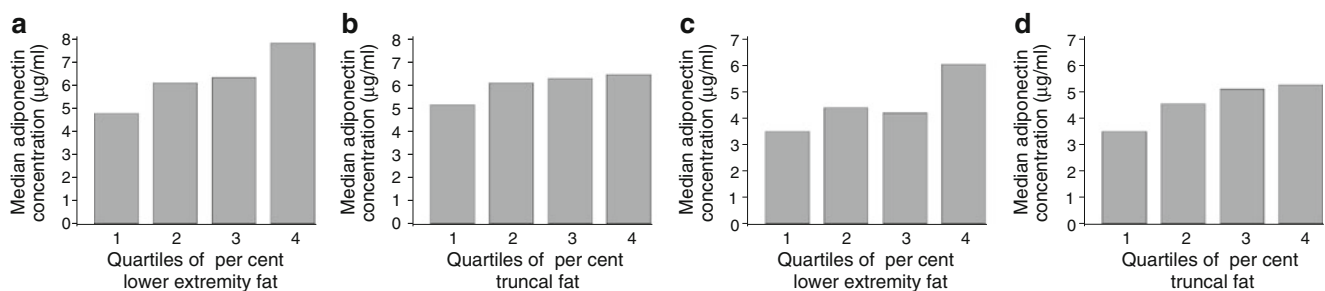 a
Median adiponectin
concentration (µg/ml)
8
7
6
5
4
3
2
1
0
1 2 3 4
Quartiles of per cent
lower extremity fat
b
Median adiponectin
concentration (µg/ml)
8
7
6
5
4
3
2
1
0
1 2 3 4
Quartiles of per cent
truncal fat
c
Median adiponectin
concentration (µg/ml)
7
6
5
4
3
2
1
0
1 2 3 4
Quartiles of per cent
lower extremity fat
d
Median adiponectin
concentration (µg/ml)
7
6
5
4
3
2
1
0
1 2 3 4
Quartiles of per cent
truncal fat